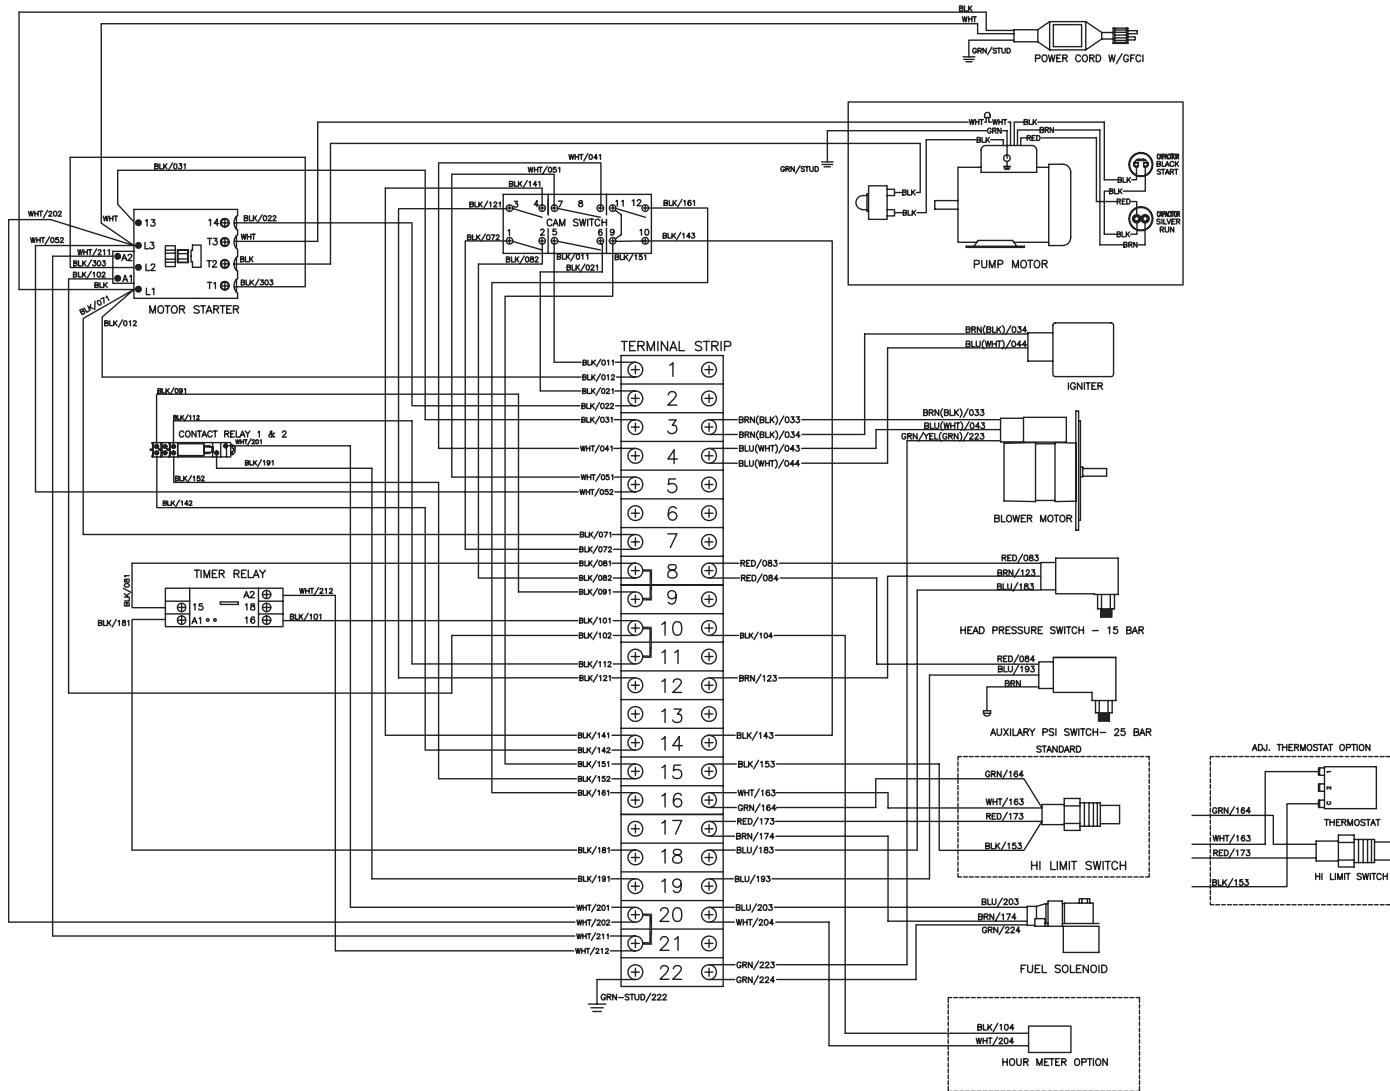 BLK
WHT
GRN/STUD
POWER CORD W/GFCI
BLK/031
WHT/202
WHT
WHT/052
WHT/211
BLK/303
BLK/102
BLK
BLK/071
BLK/012
13
L3
A2
L2
A1
L1
14
T3
T2
T1
BLK/022
WHT
BLK
BLK/303
MOTOR STARTER
WHT/041
WHT/051
BLK/141
BLK/121
3
4
7
8
11
12
BLK/161
CAM SWITCH
BLK/072
1
2
5
6
9
10
BLK/143
BLK/082
BLK/011
BLK/021
BLK/151
GRN/STUD
WHT
WHT
GRN
BLK
BLK
BRN
RED
BLK
BLK
BLK
BLK
RED
BLK
BRN
CAPACITOR
BLACK
START
CAPACITOR
SILVER
RUN
PUMP MOTOR
TERMINAL STRIP
BLK/011
BLK/012
1
BLK/021
BLK/022
2
BLK/031
3
BRN(BLK)/033
BRN(BLK)/034
WHT/041
4
BLU(WHT)/043
BLU(WHT)/044
WHT/051
WHT/052
5
6
BLK/071
BLK/072
7
BLK/081
BLK/082
8
RED/083
RED/084
BLK/091
9
BLK/101
BLK/102
10
BLK/104
BLK/112
11
BLK/121
12
BRN/123
13
BLK/141
BLK/142
14
BLK/143
BLK/151
BLK/152
15
BLK/153
BLK/161
16
WHT/163
GRN/164
17
RED/173
BRN/174
BLK/181
18
BLU/183
BLK/191
19
BLU/193
WHT/201
WHT/202
20
BLU/203
WHT/204
WHT/211
WHT/212
21
22
GRN/223
GRN/224
GRN-STUD/222
BLK/091
BLK/112
CONTACT RELAY 1 & 2
WHT/201
BLK/191
BLK/152
BLK/142
TIMER RELAY
BLK/081
BLK/181
A2
15
18
A1
16
WHT/212
BLK/101
BRN(BLK)/034
BLU(WHT)/044
IGNITER
BRN(BLK)/033
BLU(WHT)/043
GRN/YEL(GRN)/223
BLOWER MOTOR
RED/083
BRN/123
BLU/183
HEAD PRESSURE SWITCH - 15 BAR
RED/084
BLU/193
BRN
AUXILARY PSI SWITCH- 25 BAR
STANDARD
GRN/164
WHT/163
RED/173
BLK/153
HI LIMIT SWITCH
ADJ. THERMOSTAT OPTION
1
2
C
GRN/164
THERMOSTAT
WHT/163
RED/173
HI LIMIT SWITCH
BLK/153
BLU/203
BRN/174
GRN/224
FUEL SOLENOID
BLK/104
WHT/204
HOUR METER OPTION